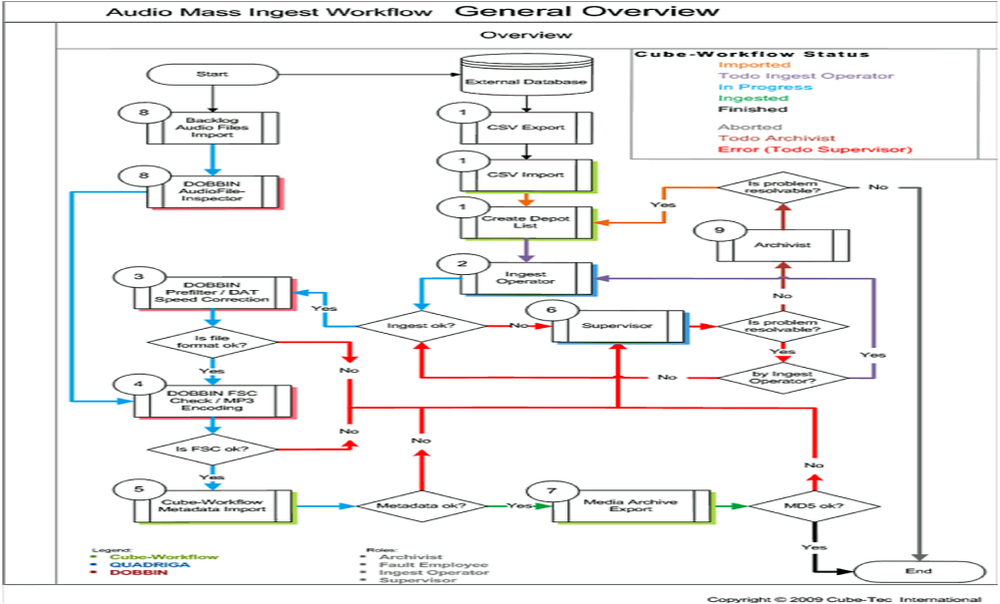 Audio Mass Ingest Workflow General Overview
Overview
Cube-Workflow Status
Imported
Todo Ingest Operator
In Progress
Ingested
Finished
Aborted
Todo Archivist
Error (Todo Supervisor)
Start
External Database
8
Backlog
Audio Files
Import
1
CSV Export
8
DOBBIN
AudioFile-
Inspector
1
CSV Import
1
Create Depot
List
Yes
Is problem
resolvable?
No
9
Archivist
No
2
Ingest
Operator
3
DOBBIN
Prefilter / DAT
Speed Correction
Yes
Ingest ok?
No
6
Supervisor
Is problem
resolvable?
Yes
Yes
by Ingest
Operator?
No
Is file
format ok?
No
Yes
4
DOBBIN FSC
Check / MP3
Encoding
Is FSC ok?
No
No
No
Yes
5
Cube-Workflow
Metadata Import
Metadata ok?
Yes
7
Media Archive
Export
MD5 ok?
Yes
End
Legend:
Cube-Workflow
QUADRIGA
DOBBIN
Roles:
Archivist
Fault Employee
Ingest Operator
Supervisor
Copyright © 2009 Cube-Tec International